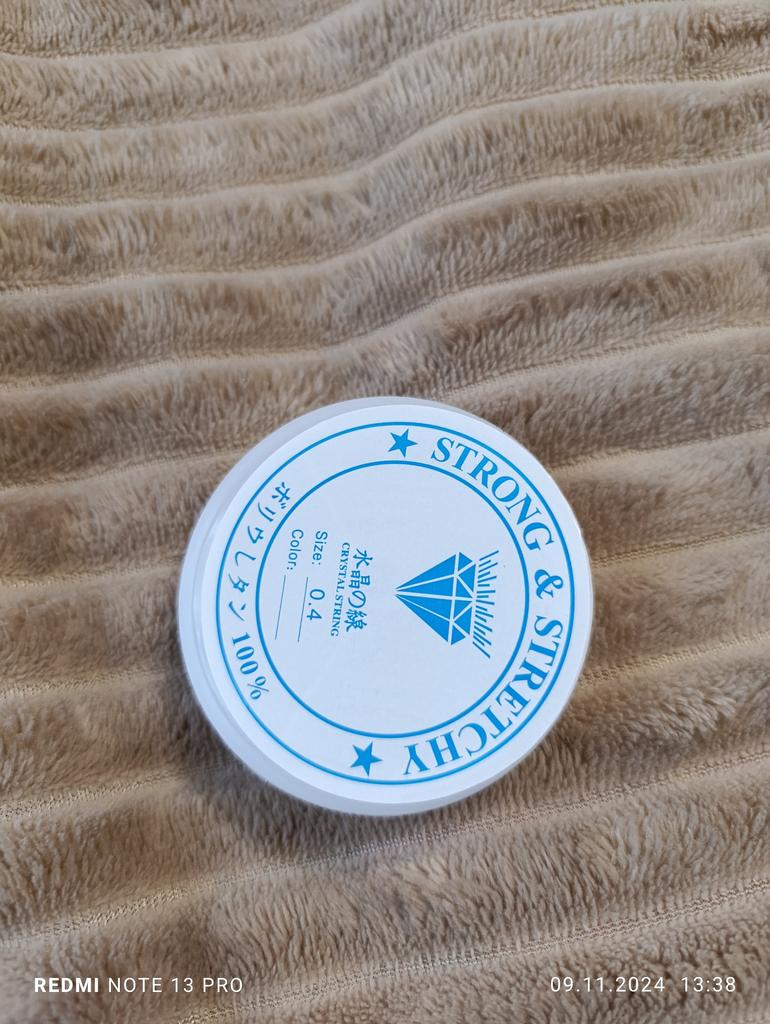 ★ STRONG & STRETCHY ★
水晶の線
CRYSTAL STRING
Size: 0.4
Color:
ポリウレタン 100%
REDMI NOTE 13 PRO
09.11.2024 13:38